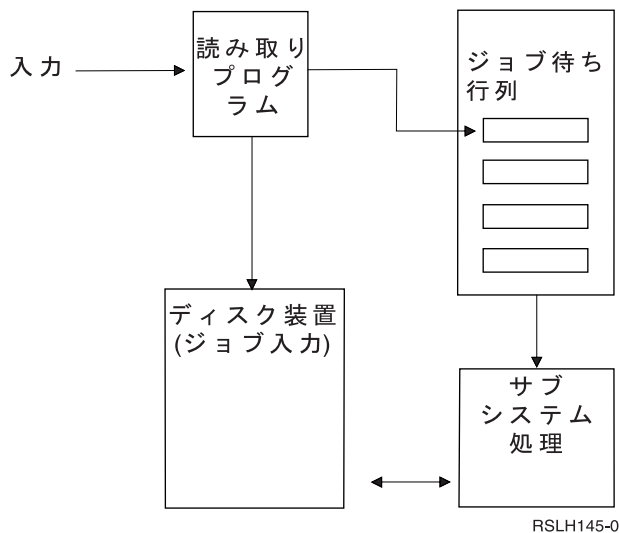 入力
読み取り
プログ
ラム
ジョブ待ち
行列
ディスク装置
(ジョブ入力)
サブ
システム
処理
RSLH145-0